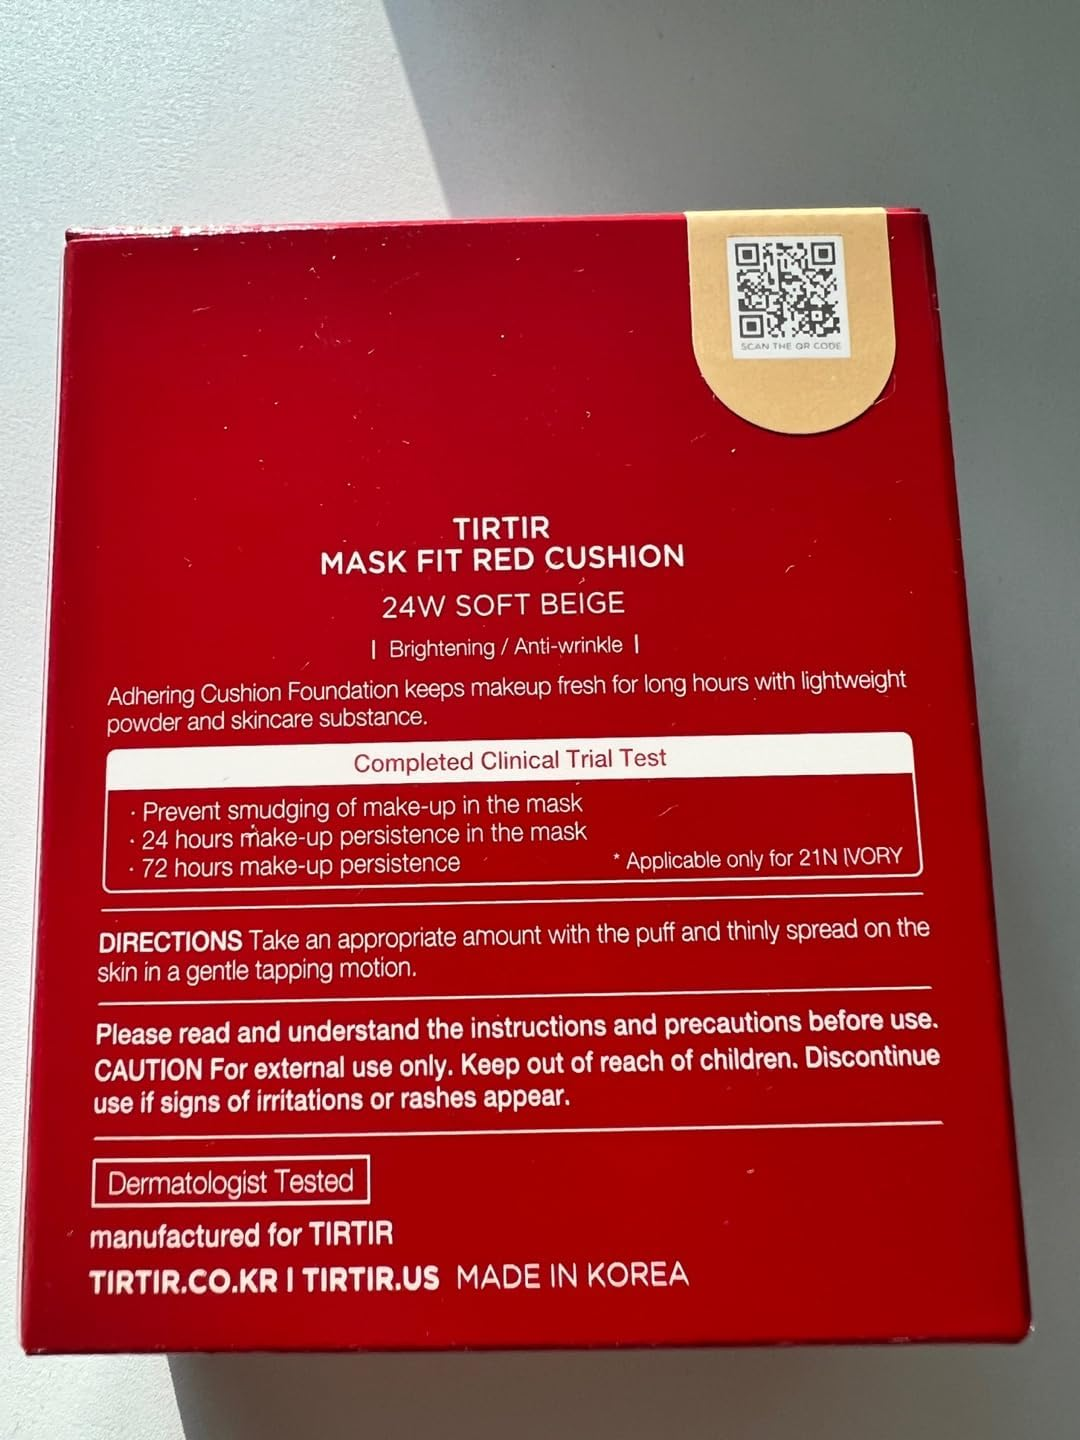 SCAN THE QR CODE
TIRTIR
MASK FIT RED CUSHION
24W SOFT BEIGE
| Brightening / Anti-wrinkle |
Adhering Cushion Foundation keeps makeup fresh for long hours with lightweight
powder and skincare substance.
Completed Clinical Trial Test
· Prevent smudging of make-up in the mask
· 24 hours make-up persistence in the mask
· 72 hours make-up persistence * Applicable only for 21N IVORY
DIRECTIONS Take an appropriate amount with the puff and thinly spread on the
skin in a gentle tapping motion.
Please read and understand the instructions and precautions before use.
CAUTION For external use only. Keep out of reach of children. Discontinue
use if signs of irritations or rashes appear.
Dermatologist Tested
manufactured for TIRTIR
TIRTIR.CO.KR | TIRTIR.US MADE IN KOREA